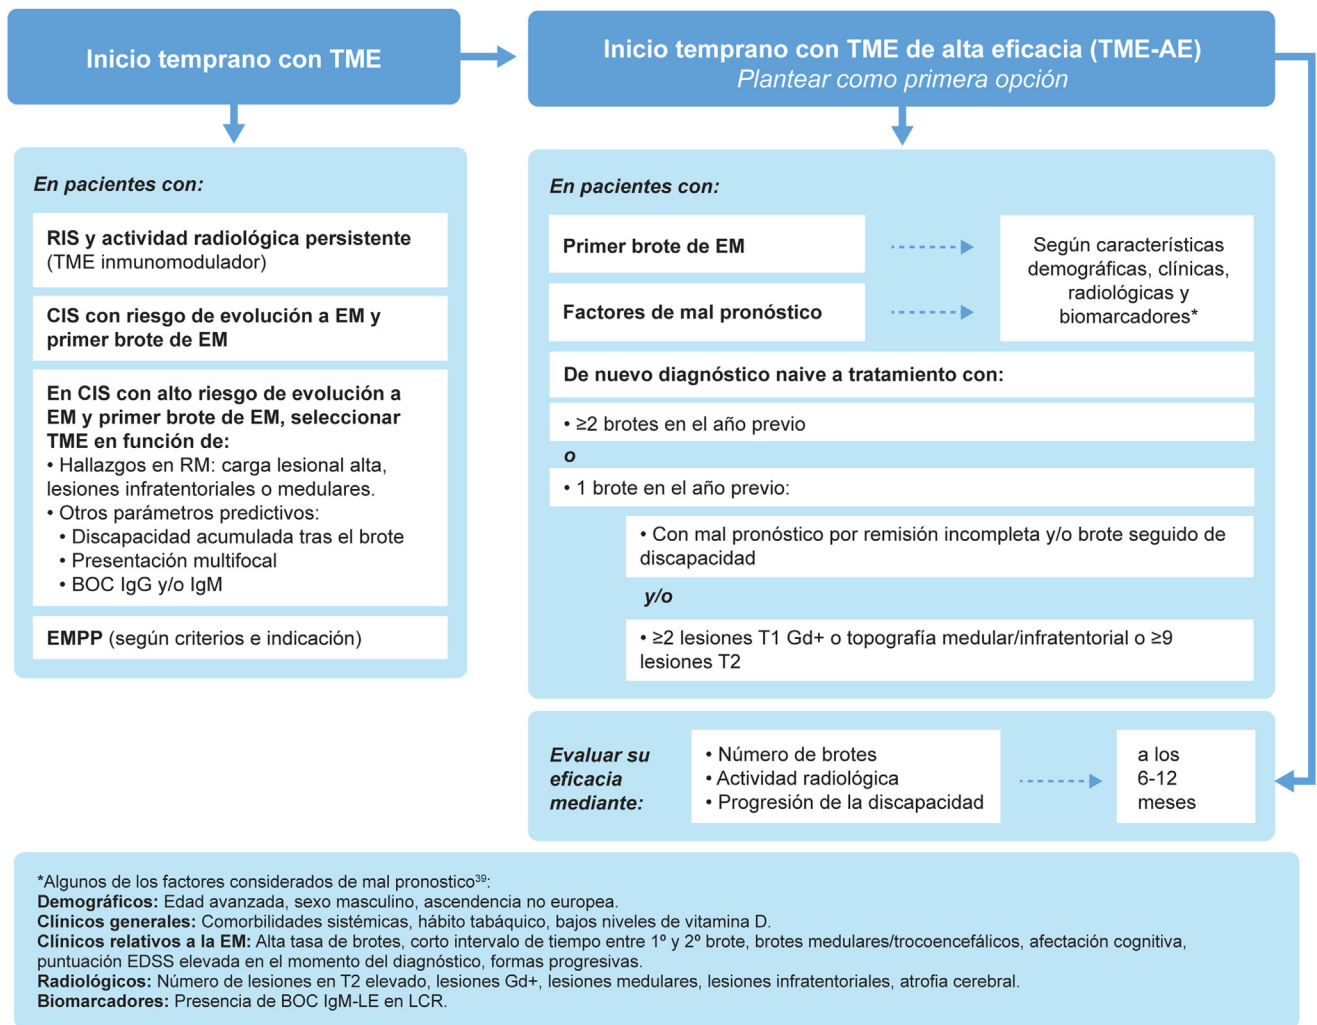 Inicio temprano con TME
Inicio temprano con TME de alta eficacia (TME-AE)
Plantear como primera opción
En pacientes con:
RIS y actividad radiológica persistente
(TME inmunomodulador)
CIS con riesgo de evolución a EM y
primer brote de EM
En CIS con alto riesgo de evolución a
EM y primer brote de EM, seleccionar
TME en función de:
• Hallazgos en RM: carga lesional alta,
lesiones infratentoriales o medulares.
• Otros parámetros predictivos:
• Discapacidad acumulada tras el brote
• Presentación multifocal
• BOC IgG y/o IgM
EMPP (según criterios e indicación)
En pacientes con:
Primer brote de EM
Factores de mal pronóstico
Según características
demográficas, clínicas,
radiológicas y
biomarcadores*
De nuevo diagnóstico naive a tratamiento con:
• ≥2 brotes en el año previo
o
• 1 brote en el año previo:
• Con mal pronóstico por remisión incompleta y/o brote seguido de
discapacidad
y/o
• ≥2 lesiones T1 Gd+ o topografía medular/infratentorial o ≥9
lesiones T2
Evaluar su
eficacia
mediante:
• Número de brotes
• Actividad radiológica
• Progresión de la discapacidad
a los
6-12
meses
*Algunos de los factores considerados de mal pronostico³⁹:
Demográficos: Edad avanzada, sexo masculino, ascendencia no europea.
Clínicos generales: Comorbilidades sistémicas, hábito tabáquico, bajos niveles de vitamina D.
Clínicos relativos a la EM: Alta tasa de brotes, corto intervalo de tiempo entre 1º y 2º brote, brotes medulares/trocoencefálicos, afectación cognitiva,
puntuación EDSS elevada en el momento del diagnóstico, formas progresivas.
Radiológicos: Número de lesiones en T2 elevado, lesiones Gd+, lesiones medulares, lesiones infratentoriales, atrofia cerebral.
Biomarcadores: Presencia de BOC IgM-LE en LCR.